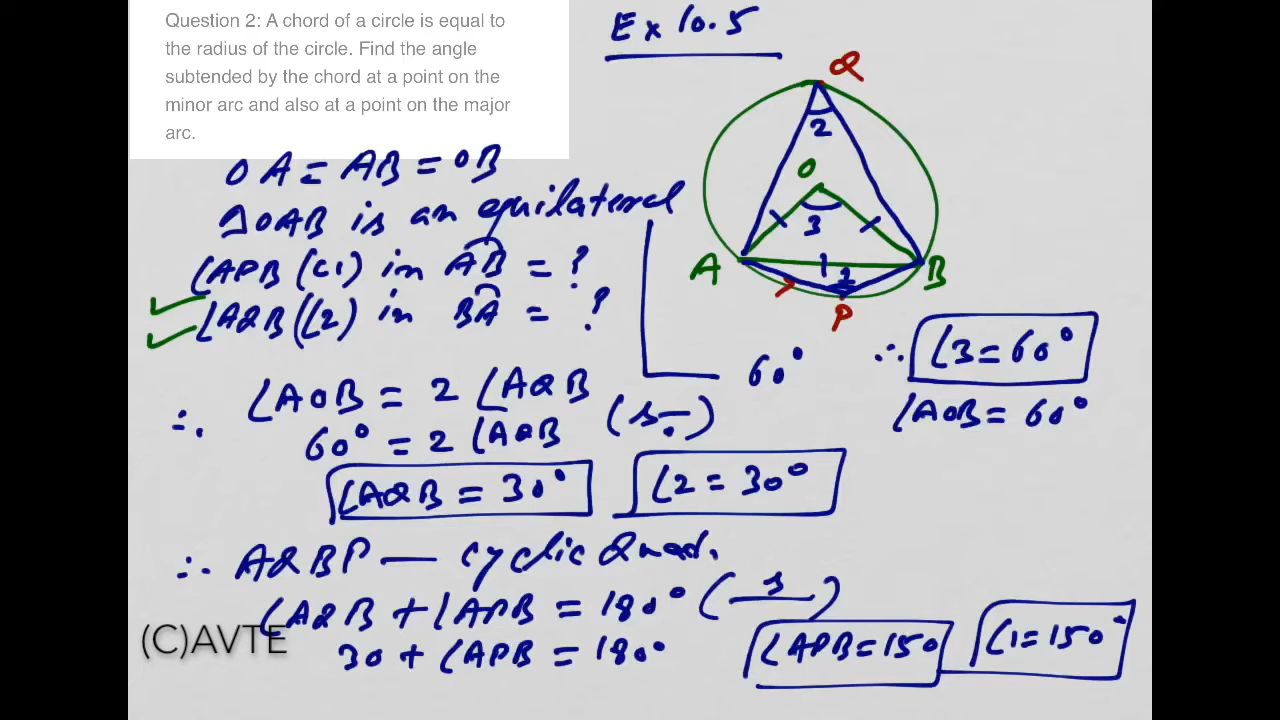 Question 2: A chord of a circle is equal to
the radius of the circle. Find the angle
subtended by the chord at a point on the
minor arc and also at a point on the major
arc.
Ex 10.5
OA = AB = OB
△OAB is an equilateral
∠APB (∠1) in AB = ?
∠AQB (∠2) in BA = ?
60°
∴ ∠3 = 60°
∠AOB = 60°
Q
2
O
3
A
B
1
P
∴ ∠AOB = 2 ∠AQB
60° = 2 ∠AQB
∠AQB = 30°
∠2 = 30°
∴ AQBP — cyclic Quad.
∠AQB + ∠APB = 180°
30 + ∠APB = 180°
∠APB = 150
∠1 = 150°
(C)AVTE